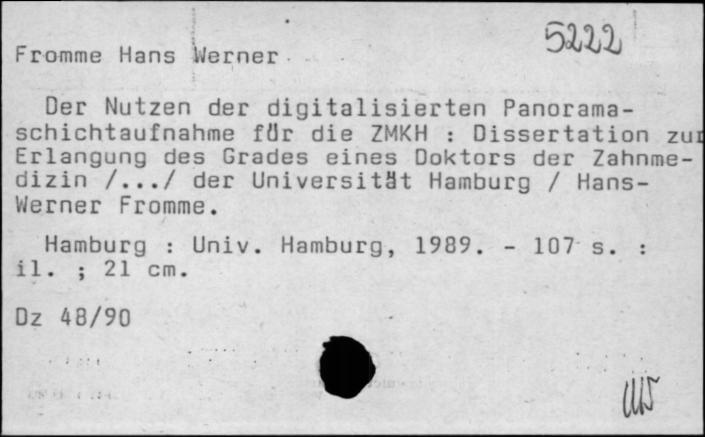 5222
Fromme Hans Werner
Der Nutzen der digitalisierten Panorama-
schichtaufnahme für die ZMKH : Dissertation zur
Erlangung des Grades eines Doktors der Zahnme-
dizin /.../ der Universität Hamburg / Hans-
Werner Fromme.
Hamburg : Univ. Hamburg, 1989. - 107 s. :
il. ; 21 cm.
Dz 48/90